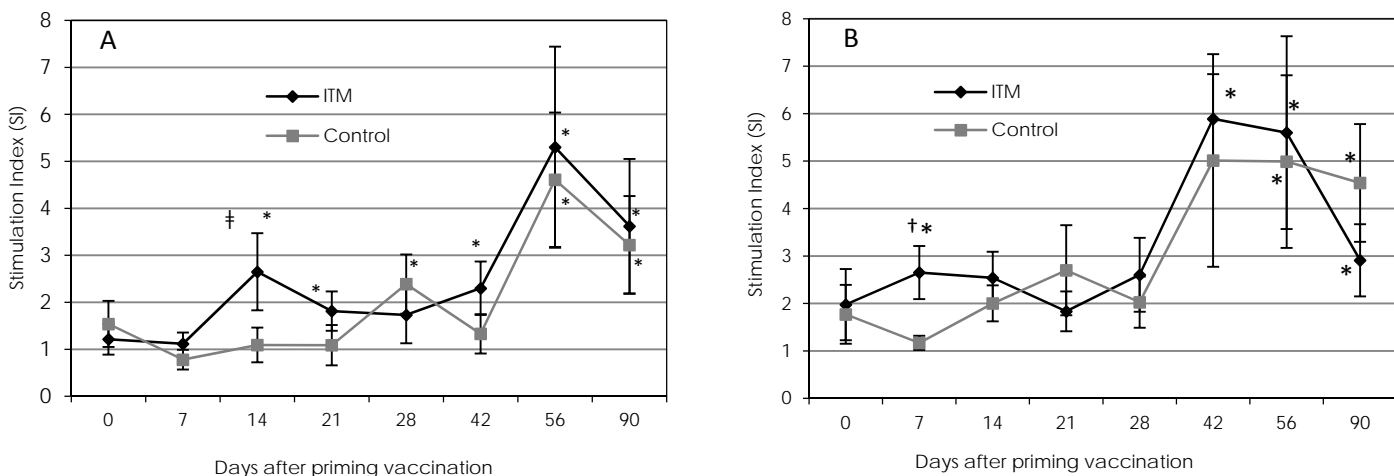 A
8
7
6
5
4
3
2
1
0
Stimulation Index (SI)
ITM
Control
‡ *
*
*
*
*
*
*
*
0 7 14 21 28 42 56 90
Days after priming vaccination
B
8
7
6
5
4
3
2
1
0
Stimulation Index (SI)
ITM
Control
† *
*
*
*
*
*
0 7 14 21 28 42 56 90
Days after priming vaccination